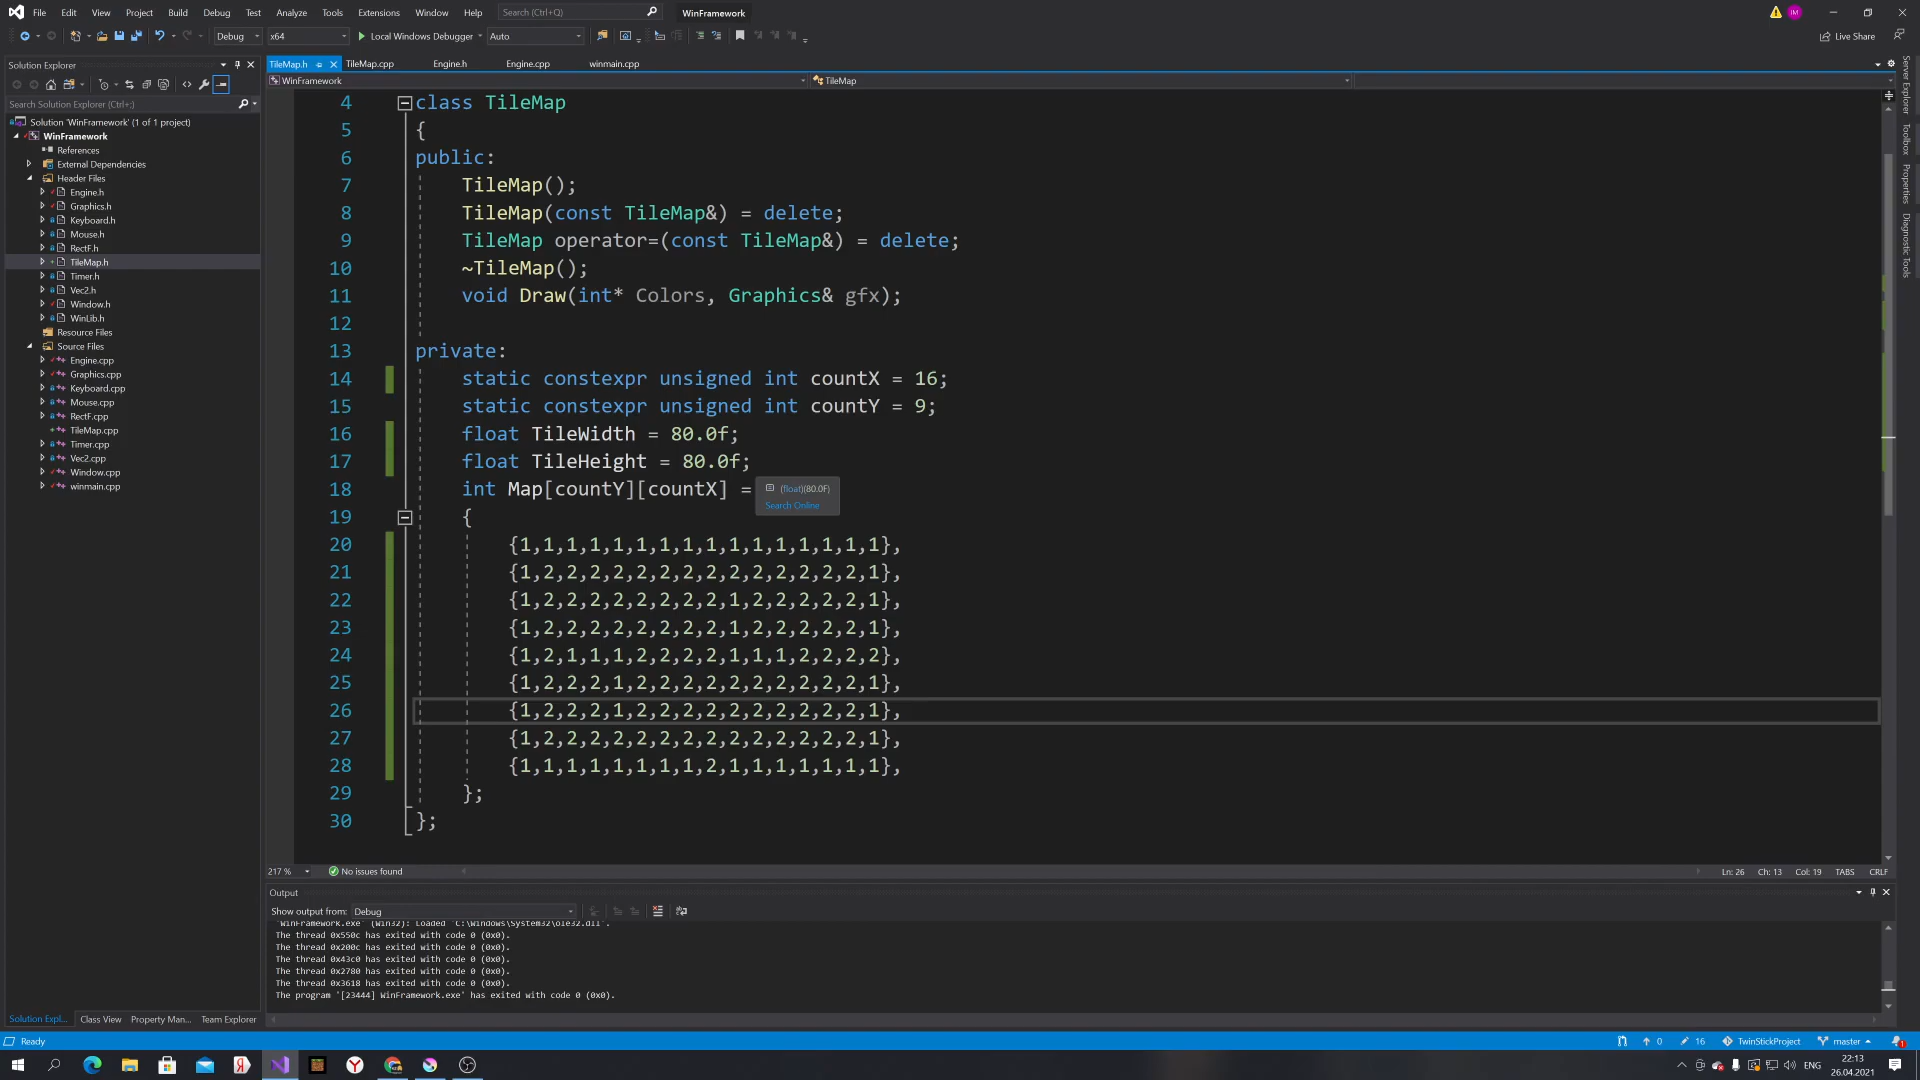 File Edit View Project Build Debug Test Analyze Tools Extensions Window Help Search (Ctrl+Q) WinFramework IM
Debug x64 Local Windows Debugger Auto Live Share
Solution Explorer
Search Solution Explorer (Ctrl+;)
Solution 'WinFramework' (1 of 1 project)
WinFramework
References
External Dependencies
Header Files
Engine.h
Graphics.h
Keyboard.h
Mouse.h
RectF.h
TileMap.h
Timer.h
Vec2.h
Window.h
WinLib.h
Resource Files
Source Files
Engine.cpp
Graphics.cpp
Keyboard.cpp
Mouse.cpp
RectF.cpp
TileMap.cpp
Timer.cpp
Vec2.cpp
Window.cpp
winmain.cpp
Solution Expl... Class View Property Man... Team Explorer
TileMap.h TileMap.cpp Engine.h Engine.cpp winmain.cpp
WinFramework TileMap
4 class TileMap
5 {
6 public:
7 TileMap();
8 TileMap(const TileMap&) = delete;
9 TileMap operator=(const TileMap&) = delete;
10 ~TileMap();
11 void Draw(int* Colors, Graphics& gfx);
12
13 private:
14 static constexpr unsigned int countX = 16;
15 static constexpr unsigned int countY = 9;
16 float TileWidth = 80.0f;
17 float TileHeight = 80.0f;
18 int Map[countY][countX] =
(float)(80.0F)
Search Online
19 {
20 {1,1,1,1,1,1,1,1,1,1,1,1,1,1,1,1},
21 {1,2,2,2,2,2,2,2,2,2,2,2,2,2,2,1},
22 {1,2,2,2,2,2,2,2,2,1,2,2,2,2,2,1},
23 {1,2,2,2,2,2,2,2,2,1,2,2,2,2,2,1},
24 {1,2,1,1,1,2,2,2,2,1,1,1,2,2,2,2},
25 {1,2,2,2,1,2,2,2,2,2,2,2,2,2,2,1},
26 {1,2,2,2,1,2,2,2,2,2,2,2,2,2,2,1},
27 {1,2,2,2,2,2,2,2,2,2,2,2,2,2,2,1},
28 {1,1,1,1,1,1,1,1,2,1,1,1,1,1,1,1},
29 };
30 };
217 % No issues found Ln: 26 Ch: 13 Col: 19 TABS CRLF
Output
Show output from: Debug
'WinFramework.exe' (Win32): Loaded 'C:\Windows\System32\ole32.dll'.
The thread 0x550c has exited with code 0 (0x0).
The thread 0x200c has exited with code 0 (0x0).
The thread 0x43c0 has exited with code 0 (0x0).
The thread 0x2780 has exited with code 0 (0x0).
The thread 0x3618 has exited with code 0 (0x0).
The program '[23444] WinFramework.exe' has exited with code 0 (0x0).
Server Explorer
Toolbox
Properties
Diagnostic Tools
Ready 0 16 TwinStickProject master 1
ENG 22:13
26.04.2021